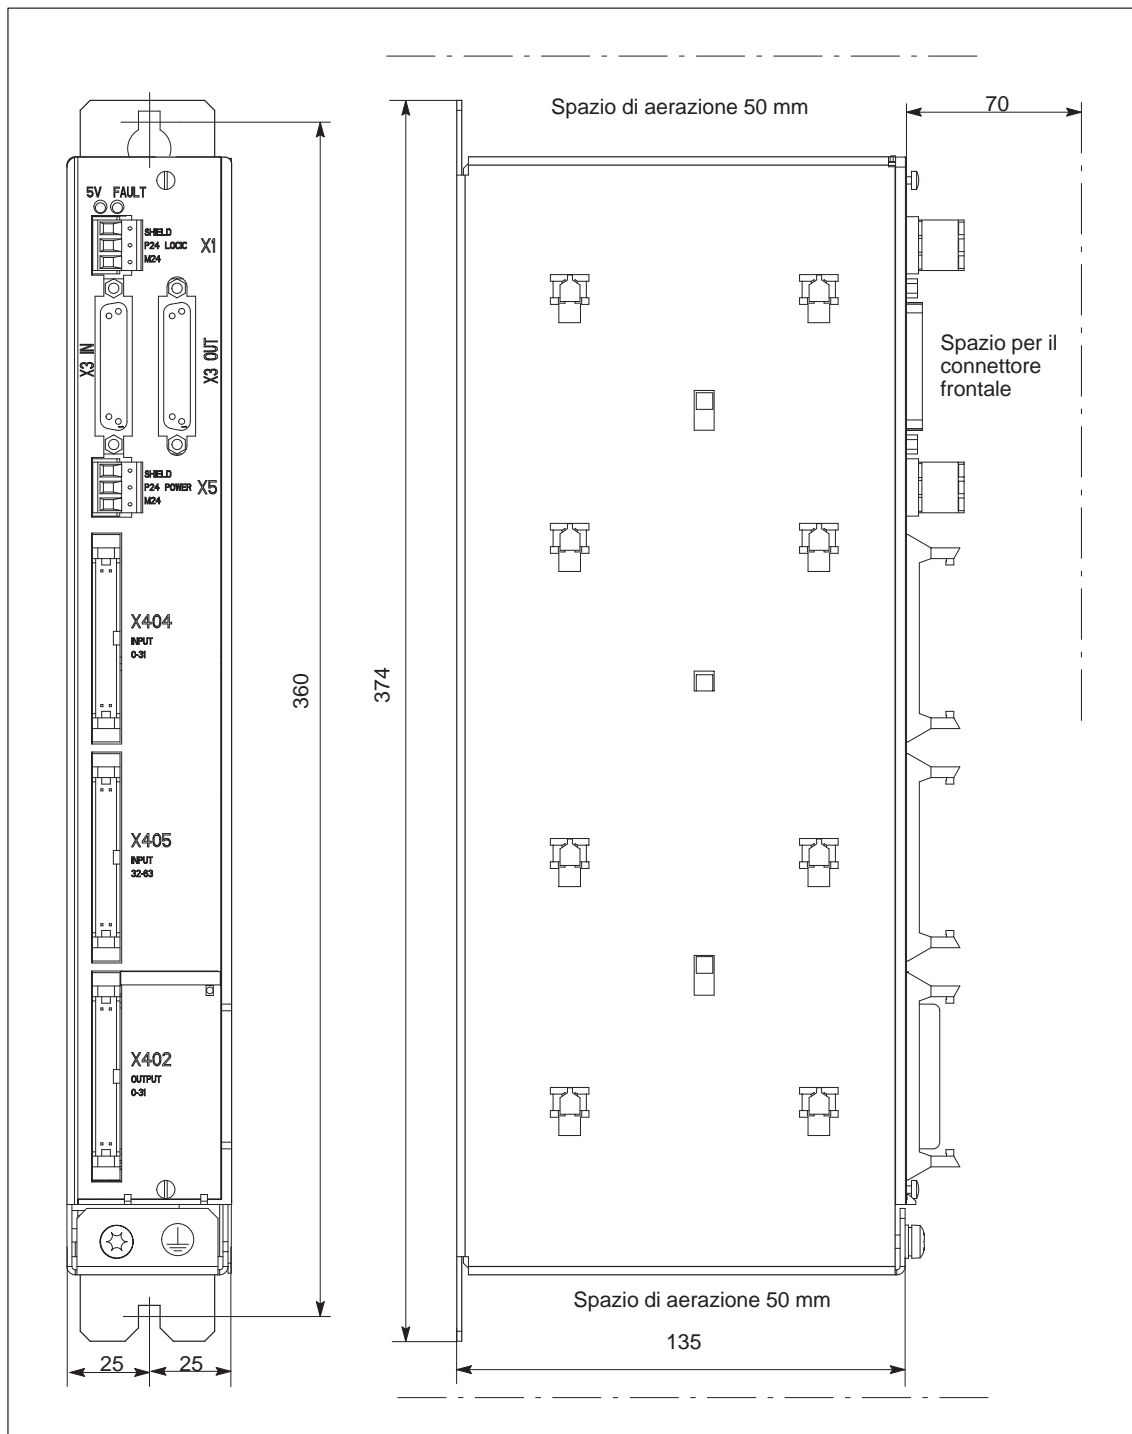 Spazio di aerazione 50 mm
70
5V FAULT
SHIELD
P24 LOGIC
M24
X1
X3 IN
X3 OUT
Spazio per il
connettore
frontale
SHIELD
P24 POWER
M24
X5
X404
INPUT
0-31
360
374
X405
INPUT
32-63
X402
OUTPUT
0-31
Spazio di aerazione 50 mm
135
25
25